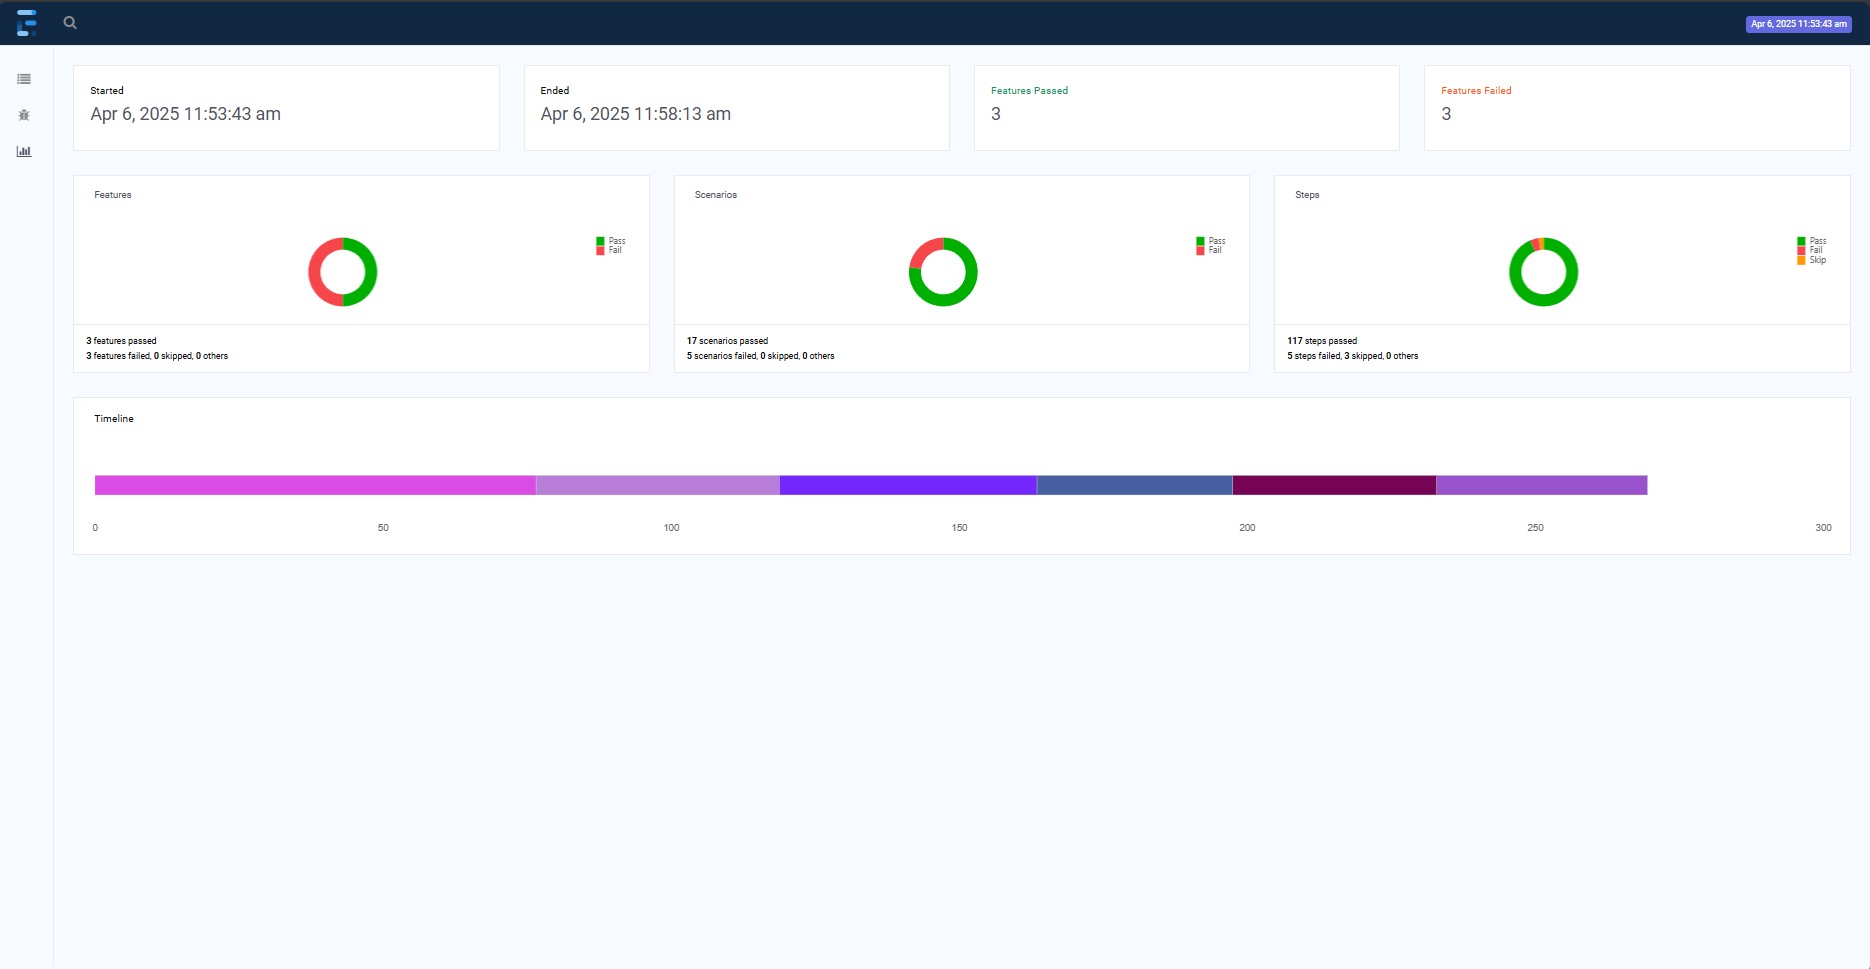 Apr 6, 2025 11:53:43 am
Started
Apr 6, 2025 11:53:43 am
Ended
Apr 6, 2025 11:58:13 am
Features Passed
3
Features Failed
3
Features
Pass
Fail
3 features passed
3 features failed, 0 skipped, 0 others
Scenarios
Pass
Fail
17 scenarios passed
5 scenarios failed, 0 skipped, 0 others
Steps
Pass
Fail
Skip
117 steps passed
5 steps failed, 3 skipped, 0 others
Timeline
0 50 100 150 200 250 300